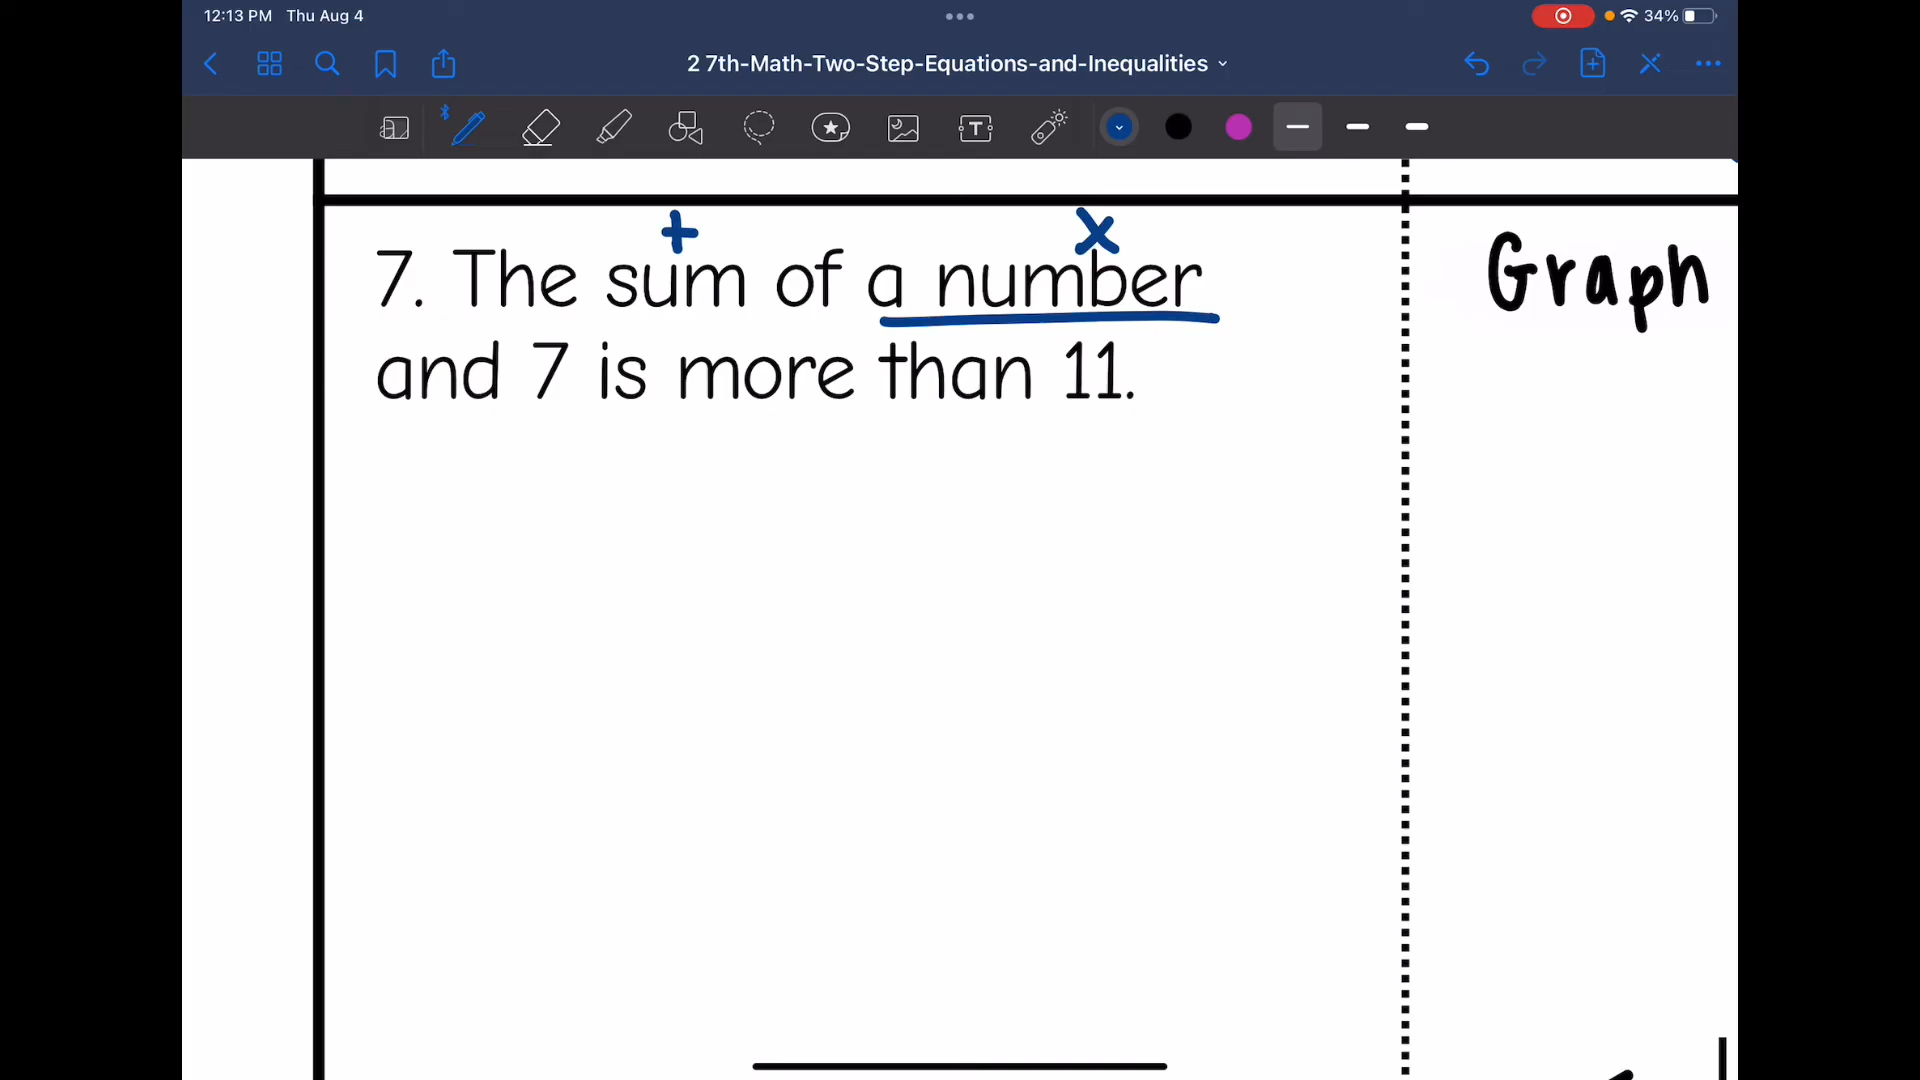 12:13 PM Thu Aug 4
34%
2 7th-Math-Two-Step-Equations-and-Inequalities
T
+ x
7. The sum of a number
and 7 is more than 11.
Graph